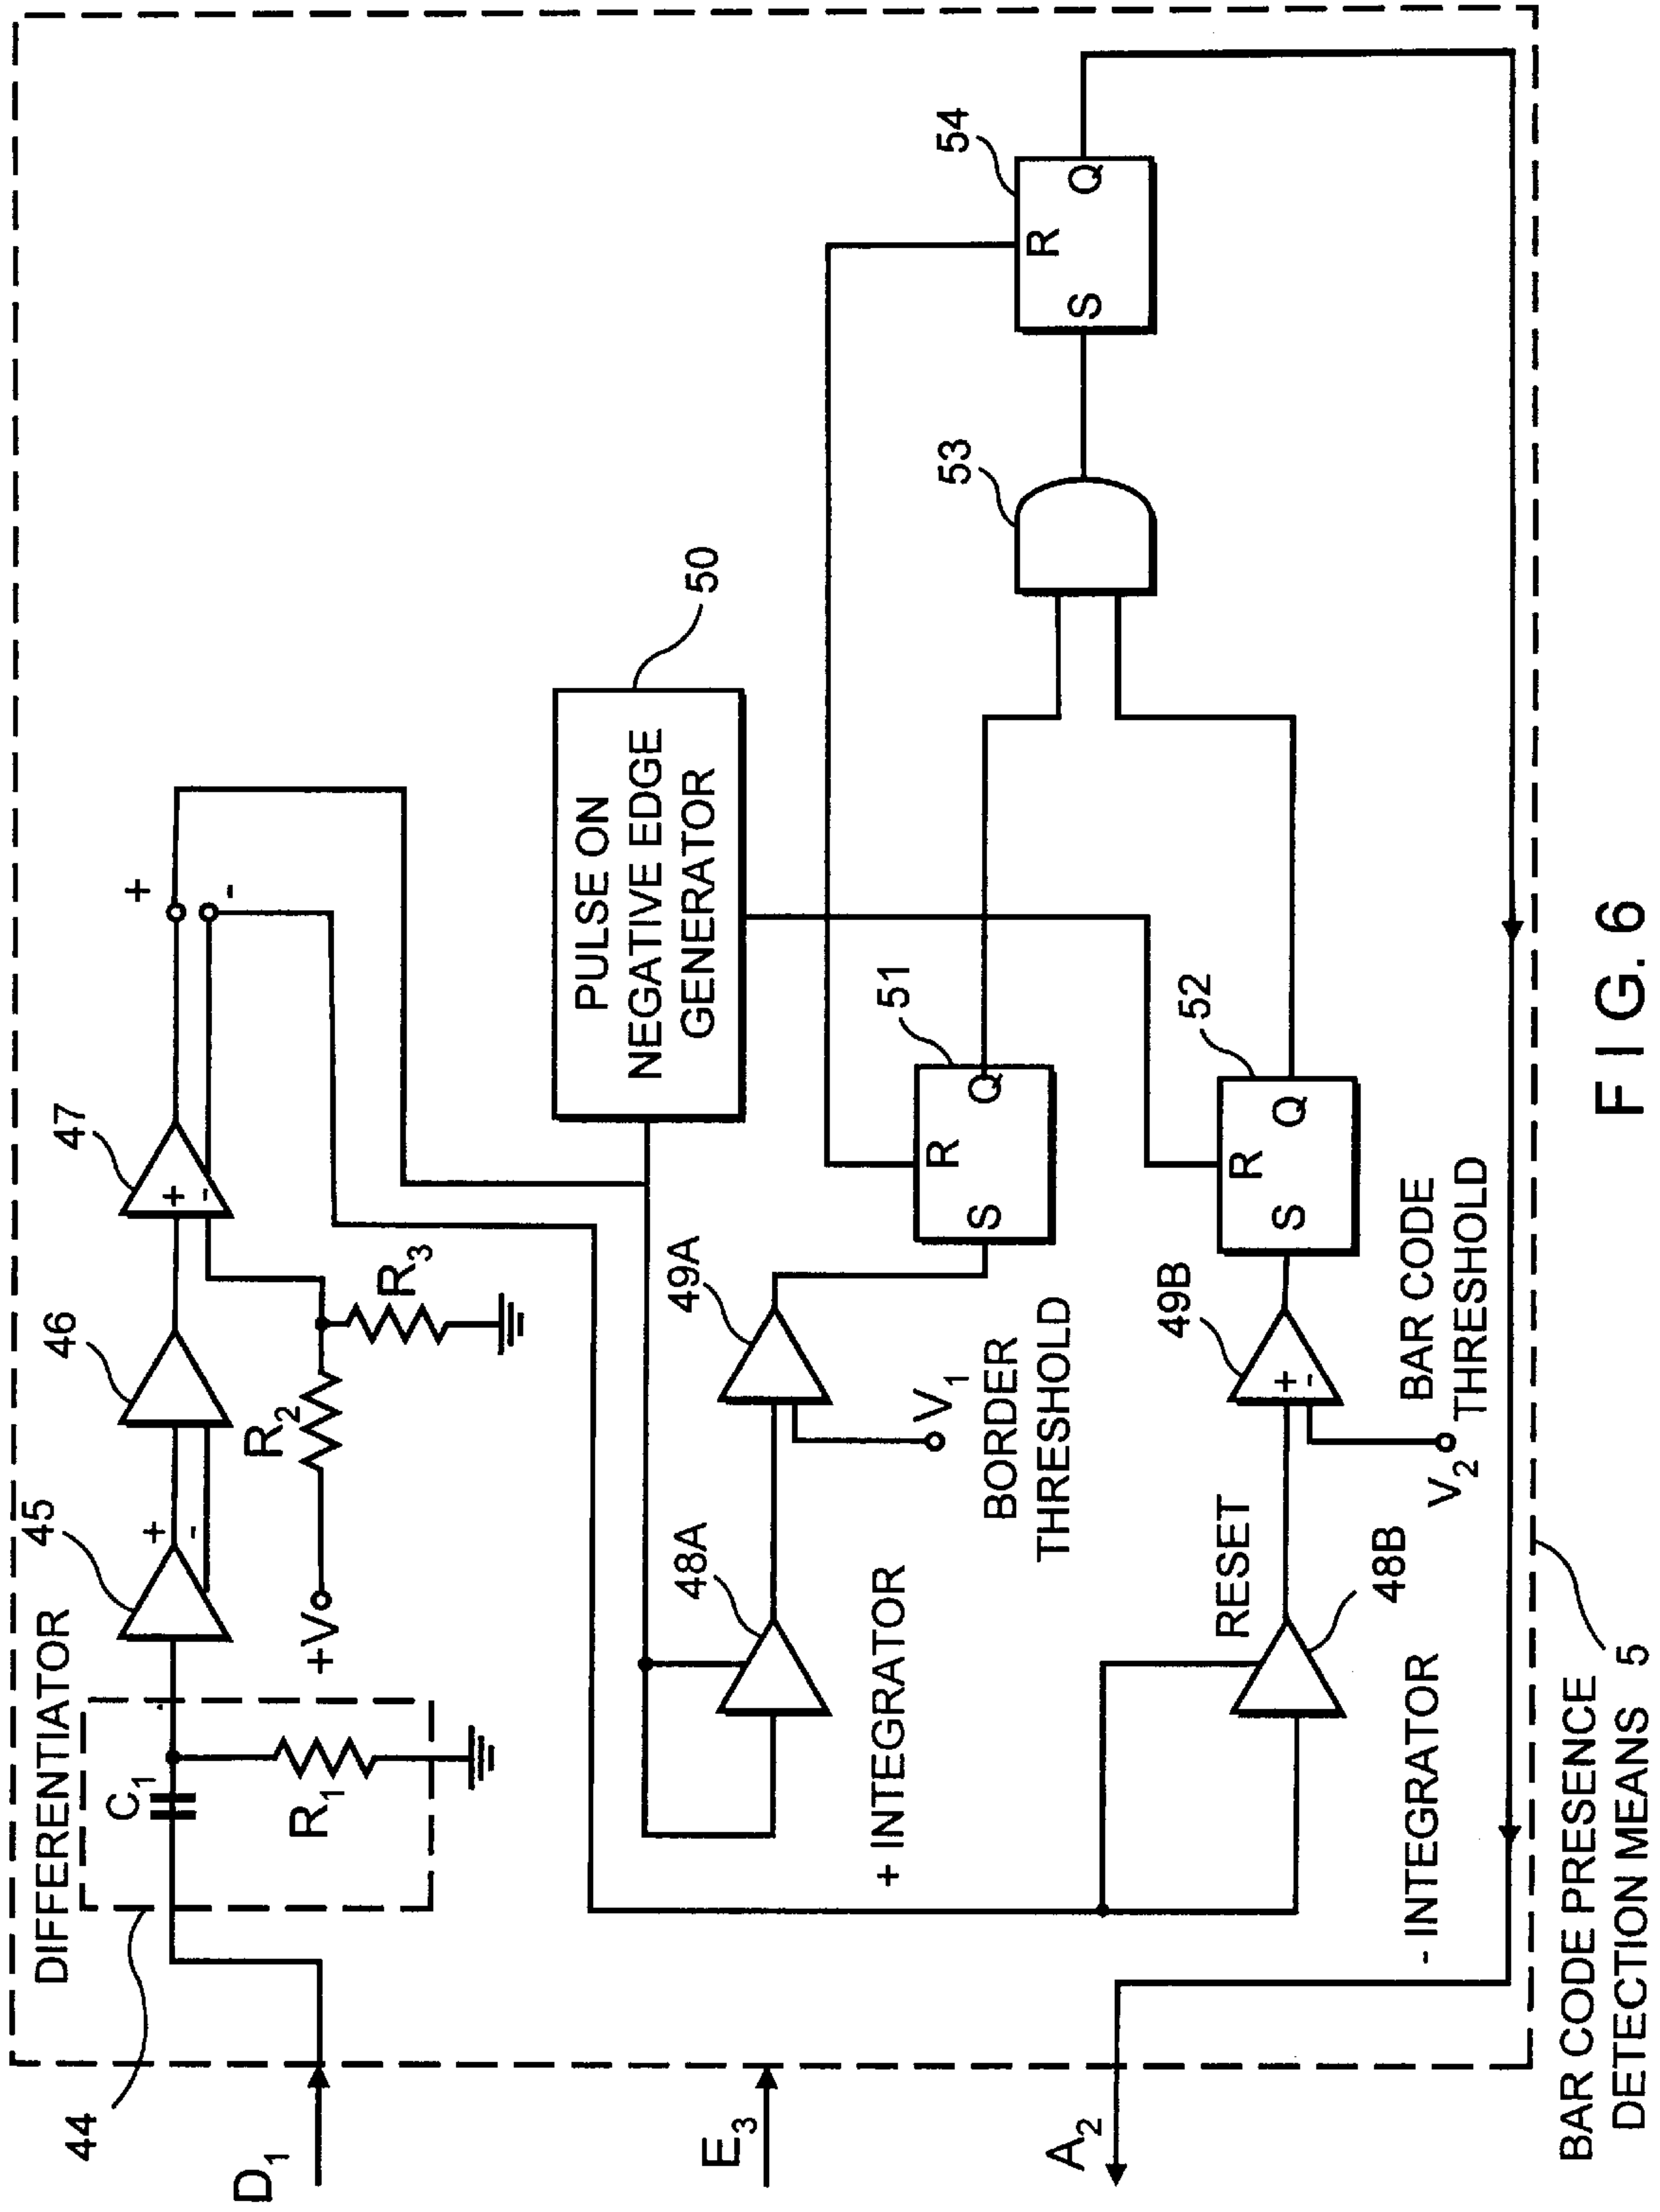 DIFFERENTIATOR
44
C1
R1
45
+
-
46
+V
R2
R3
47
+
-
+
-
PULSE ON
NEGATIVE EDGE
GENERATOR
50
48A
+ INTEGRATOR
49A
V1
BORDER
THRESHOLD
51
S
R
Q
RESET
48B
- INTEGRATOR
49B
+
-
V2
BAR CODE
THRESHOLD
52
S
R
Q
53
54
S
R
Q
D1
E3
A2
BAR CODE PRESENCE
DETECTION MEANS 5
FIG. 6